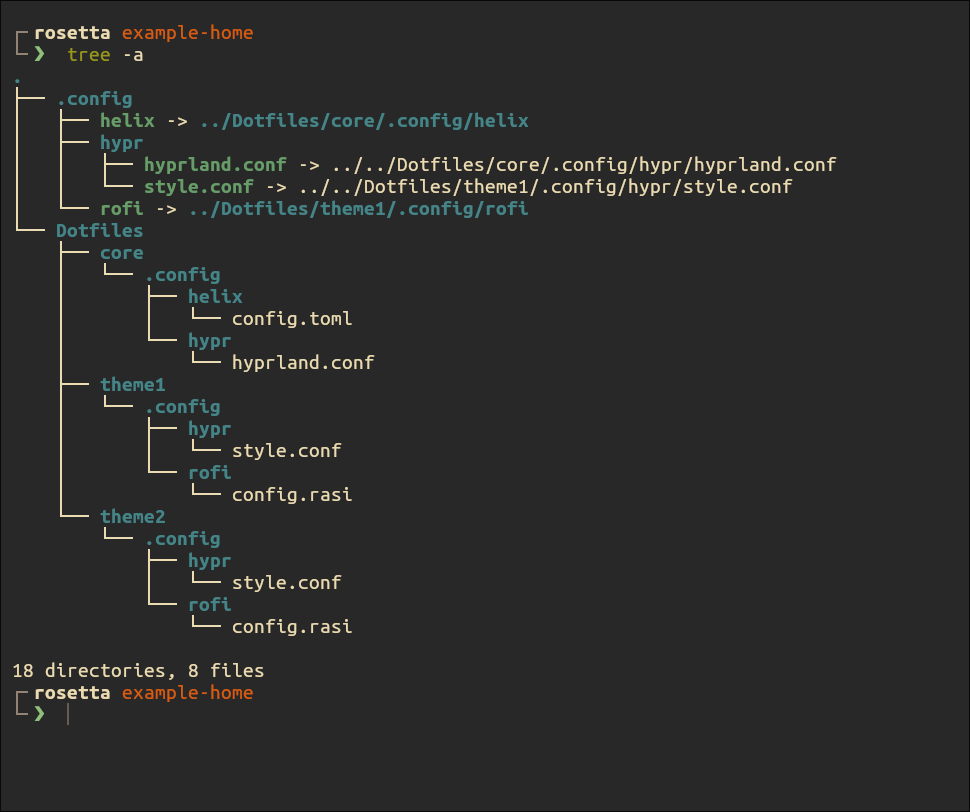 rosetta example-home
❯ tree -a
.
├── .config
│   ├── helix -> ../Dotfiles/core/.config/helix
│   ├── hypr
│   │   ├── hyprland.conf -> ../../Dotfiles/core/.config/hypr/hyprland.conf
│   │   └── style.conf -> ../../Dotfiles/theme1/.config/hypr/style.conf
│   └── rofi -> ../Dotfiles/theme1/.config/rofi
└── Dotfiles
    ├── core
    │   └── .config
    │       ├── helix
    │       │   └── config.toml
    │       └── hypr
    │           └── hyprland.conf
    ├── theme1
    │   └── .config
    │       ├── hypr
    │       │   └── style.conf
    │       └── rofi
    │           └── config.rasi
    └── theme2
        └── .config
            ├── hypr
            │   └── style.conf
            └── rofi
                └── config.rasi
18 directories, 8 files
rosetta example-home
❯